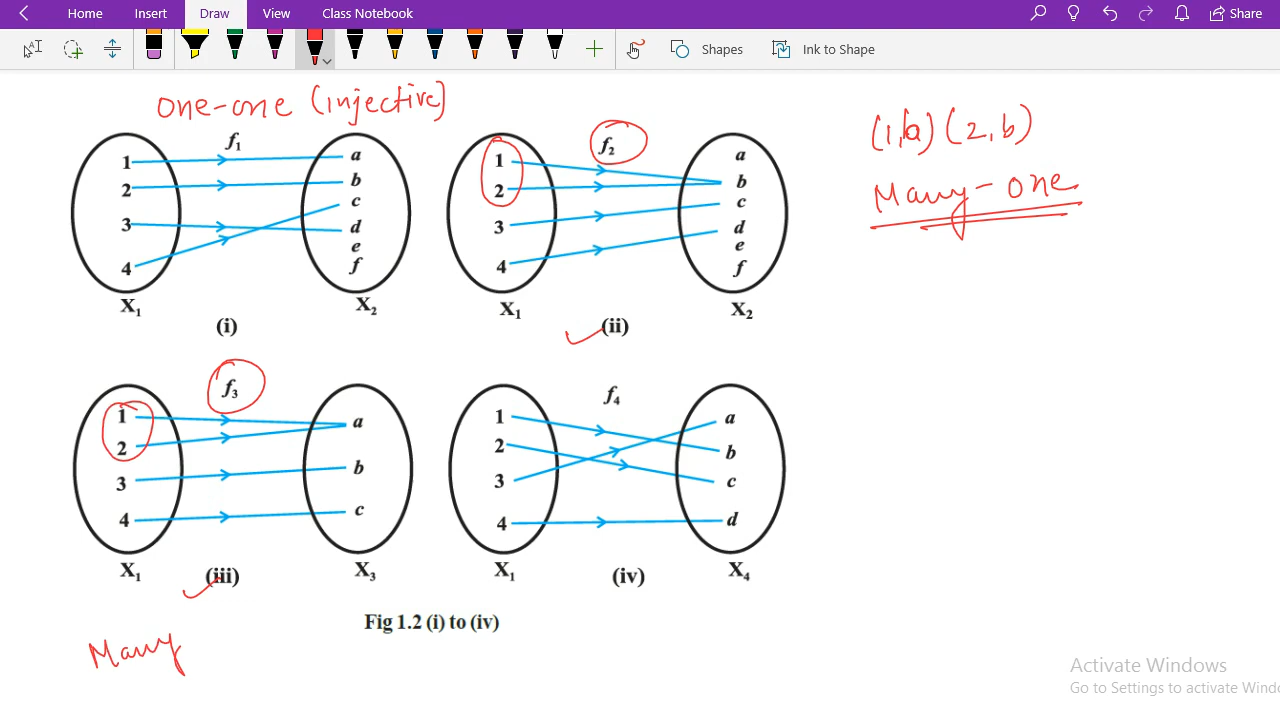 Home Insert Draw View Class Notebook Share
Shapes Ink to Shape
one-one (injective)
(1,a) (2,b)
Many-one
f1
1 2 3 4
a b c d e f
X1 X2
(i)
f2
1 2 3 4
a b c d e f
X1 X2
(ii)
f3
1 2 3 4
a b c
X1 X3
(iii)
f4
1 2 3 4
a b c d
X1 X4
(iv)
Fig 1.2 (i) to (iv)
Many
Activate Windows
Go to Settings to activate Wind